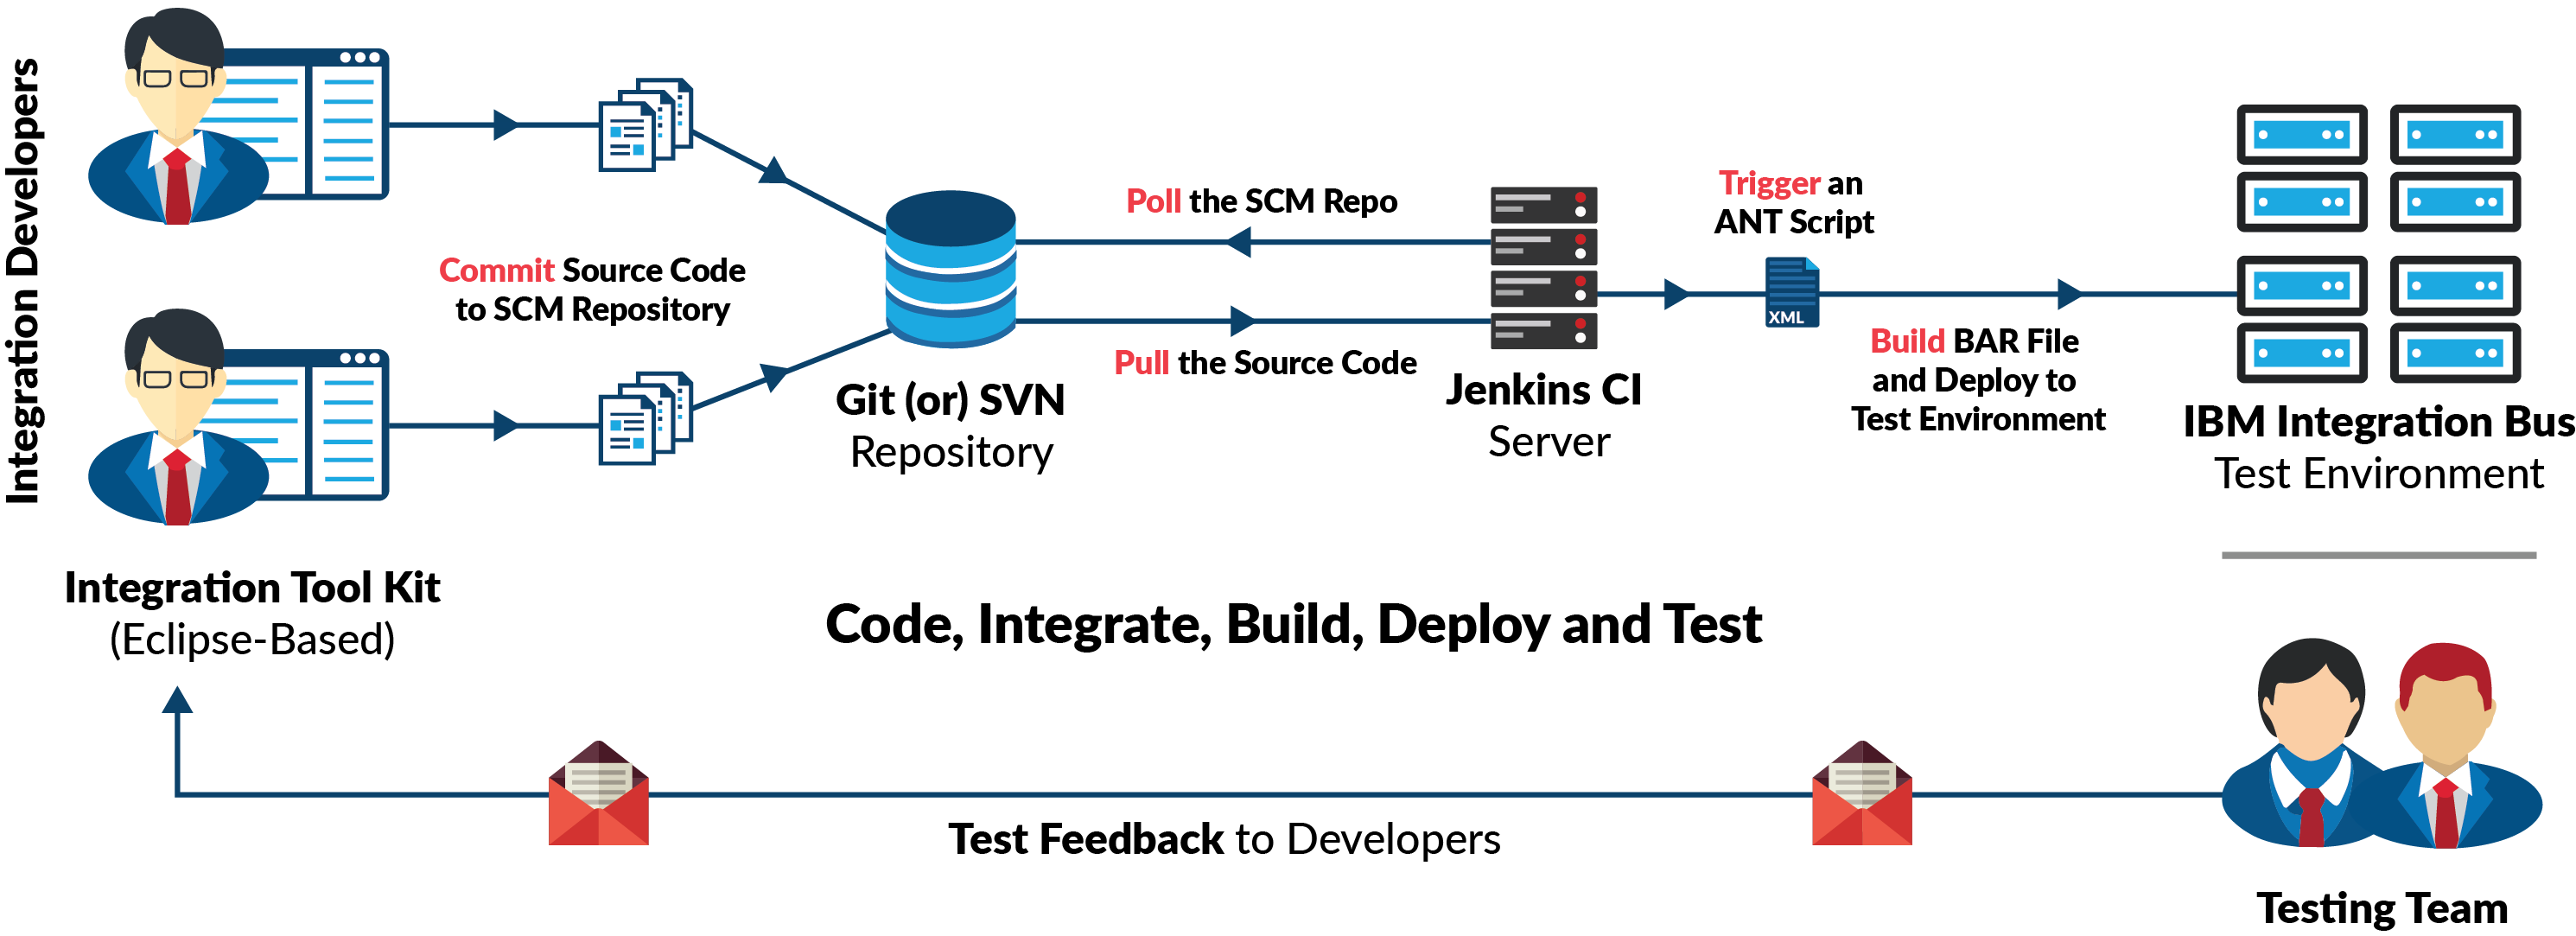 Integration Developers
Commit Source Code
to SCM Repository
Git (or) SVN
Repository
Poll the SCM Repo
Pull the Source Code
Jenkins CI
Server
Trigger an
ANT Script
XML
Build BAR File
and Deploy to
Test Environment
IBM Integration Bus
Test Environment
Integration Tool Kit
(Eclipse-Based)
Code, Integrate, Build, Deploy and Test
Test Feedback to Developers
Testing Team